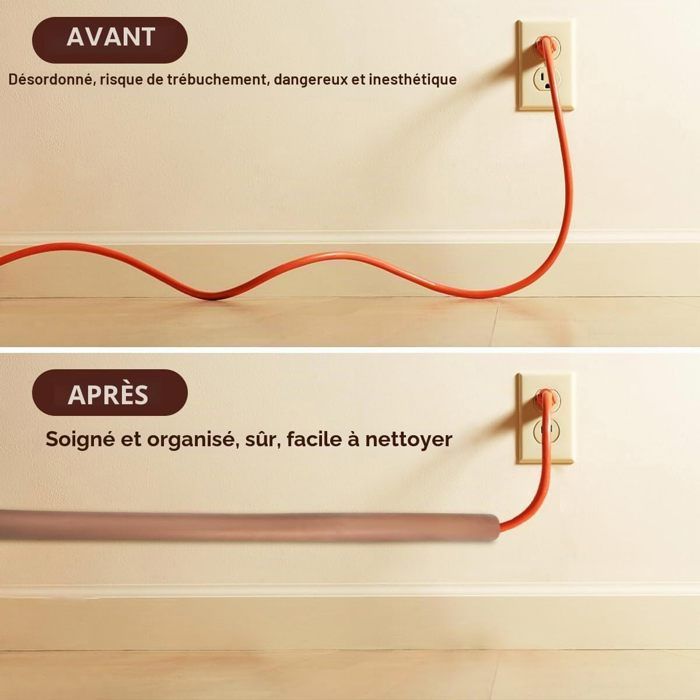 AVANT
Désordonné, risque de trébuchement, dangereux et inesthétique
APRÈS
Soigné et organisé, sûr, facile à nettoyer